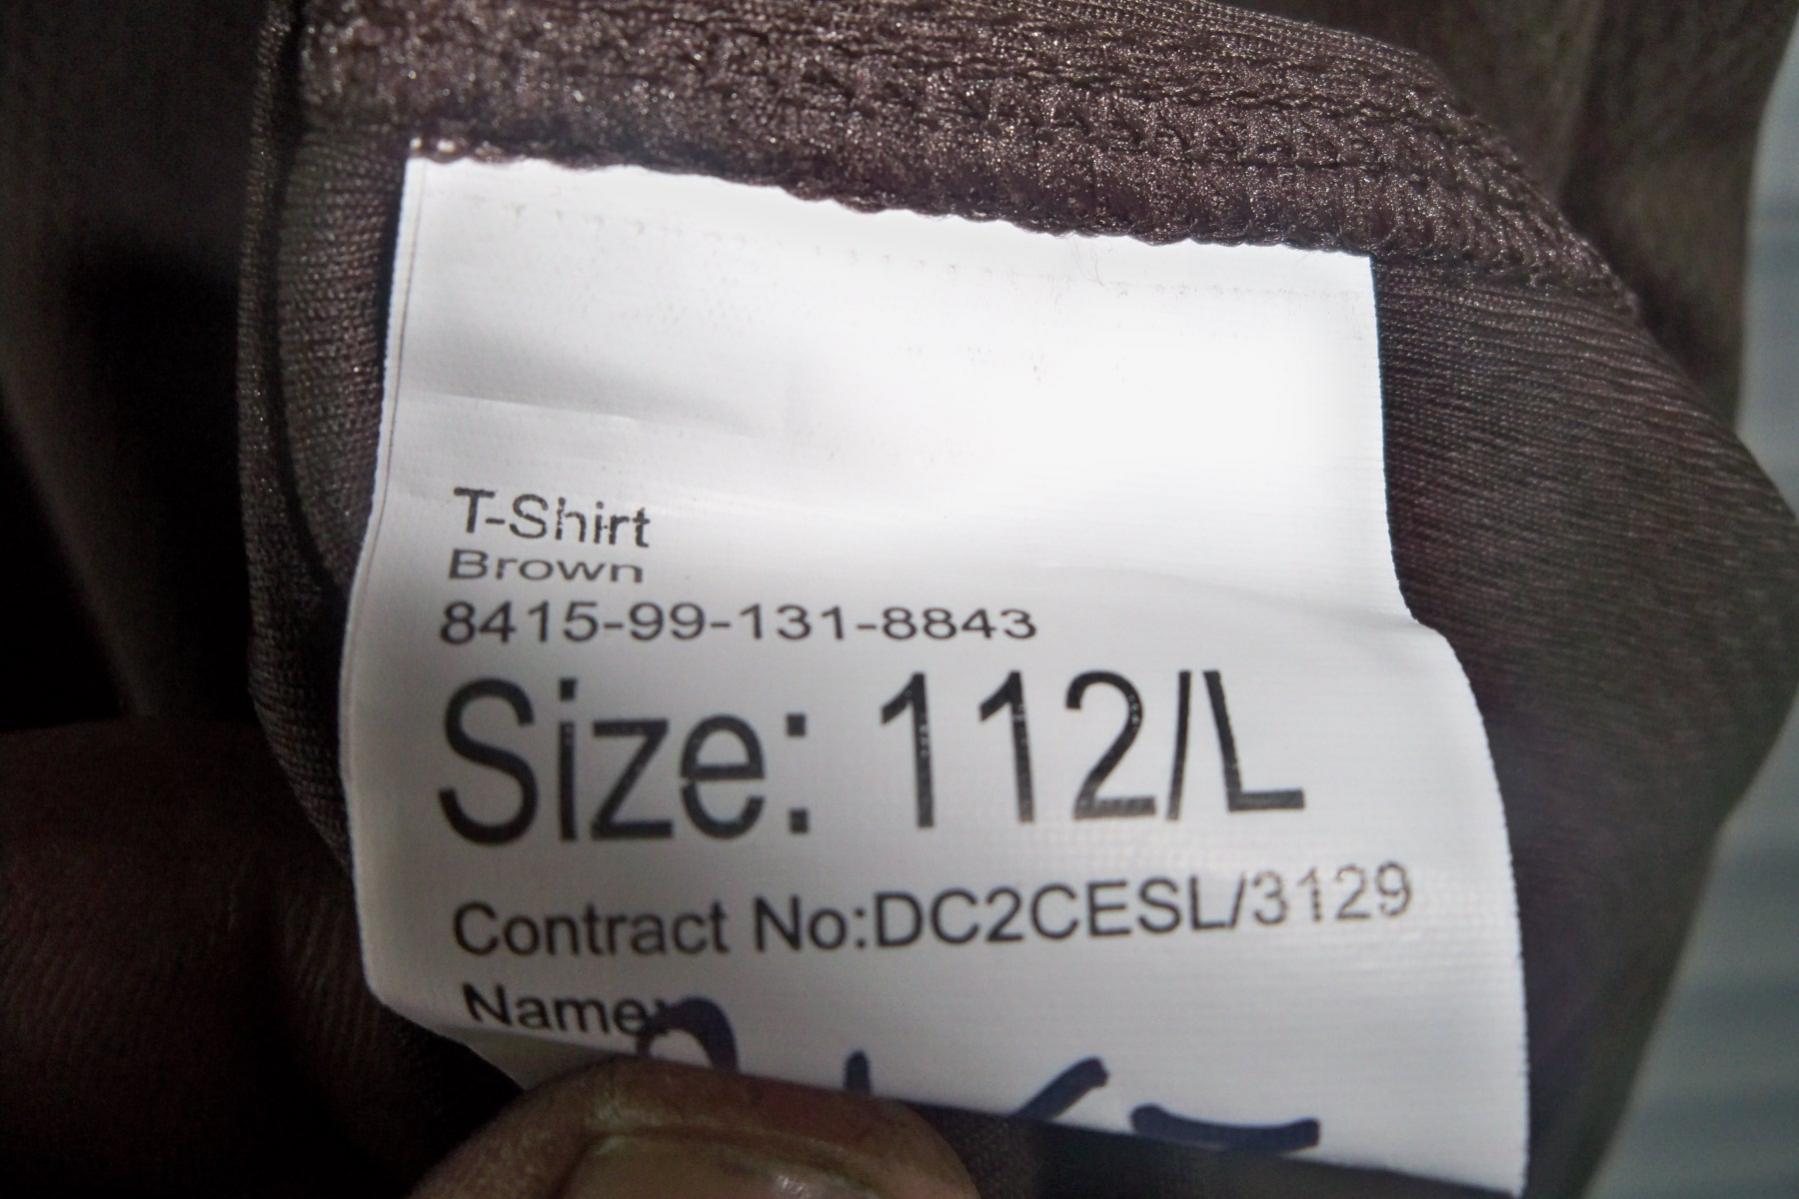 T-Shirt
Brown
8415-99-131-8843
Size: 112/L
Contract No:DC2CESL/3129
Name: